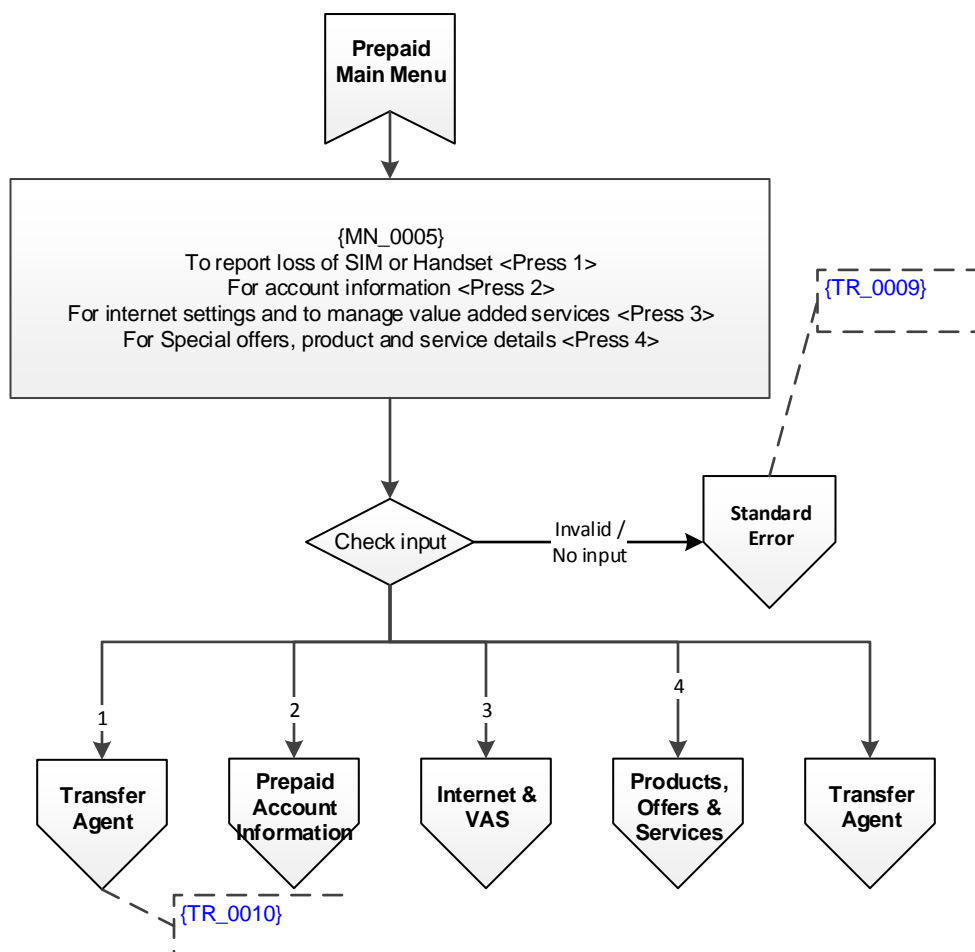 Prepaid
Main Menu
{MN_0005}
To report loss of SIM or Handset <Press 1>
For account information <Press 2>
For internet settings and to manage value added services <Press 3>
For Special offers, product and service details <Press 4>
{TR_0009}
Check input
Invalid /
No input
Standard
Error
1
2
3
4
Transfer
Agent
Prepaid
Account
Information
Internet &
VAS
Products,
Offers &
Services
Transfer
Agent
{TR_0010}